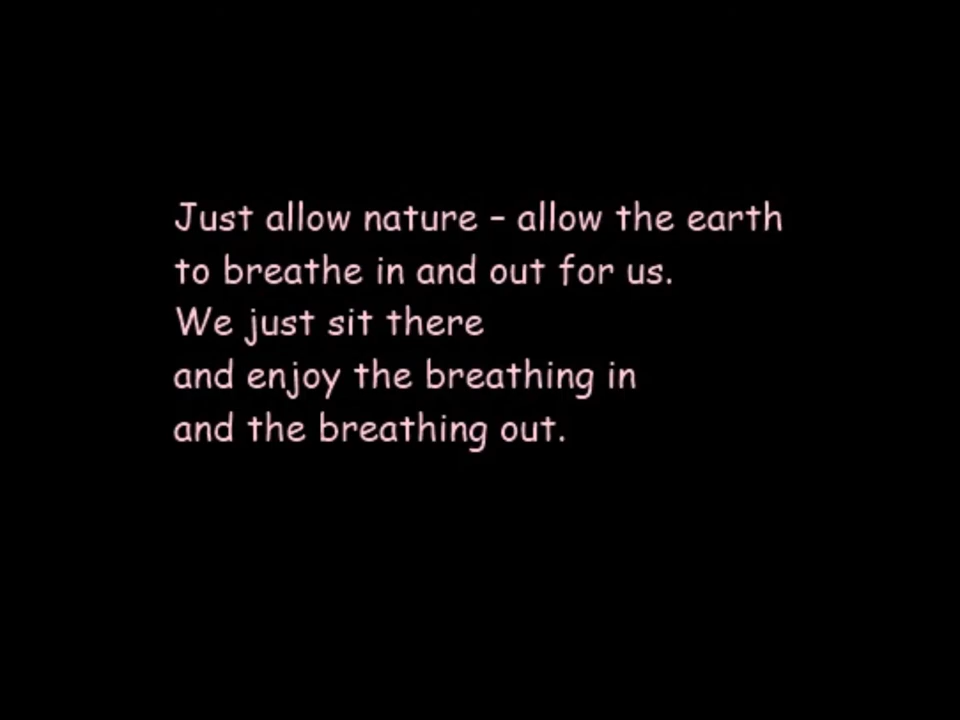 Just allow nature – allow the earth
to breathe in and out for us.
We just sit there
and enjoy the breathing in
and the breathing out.